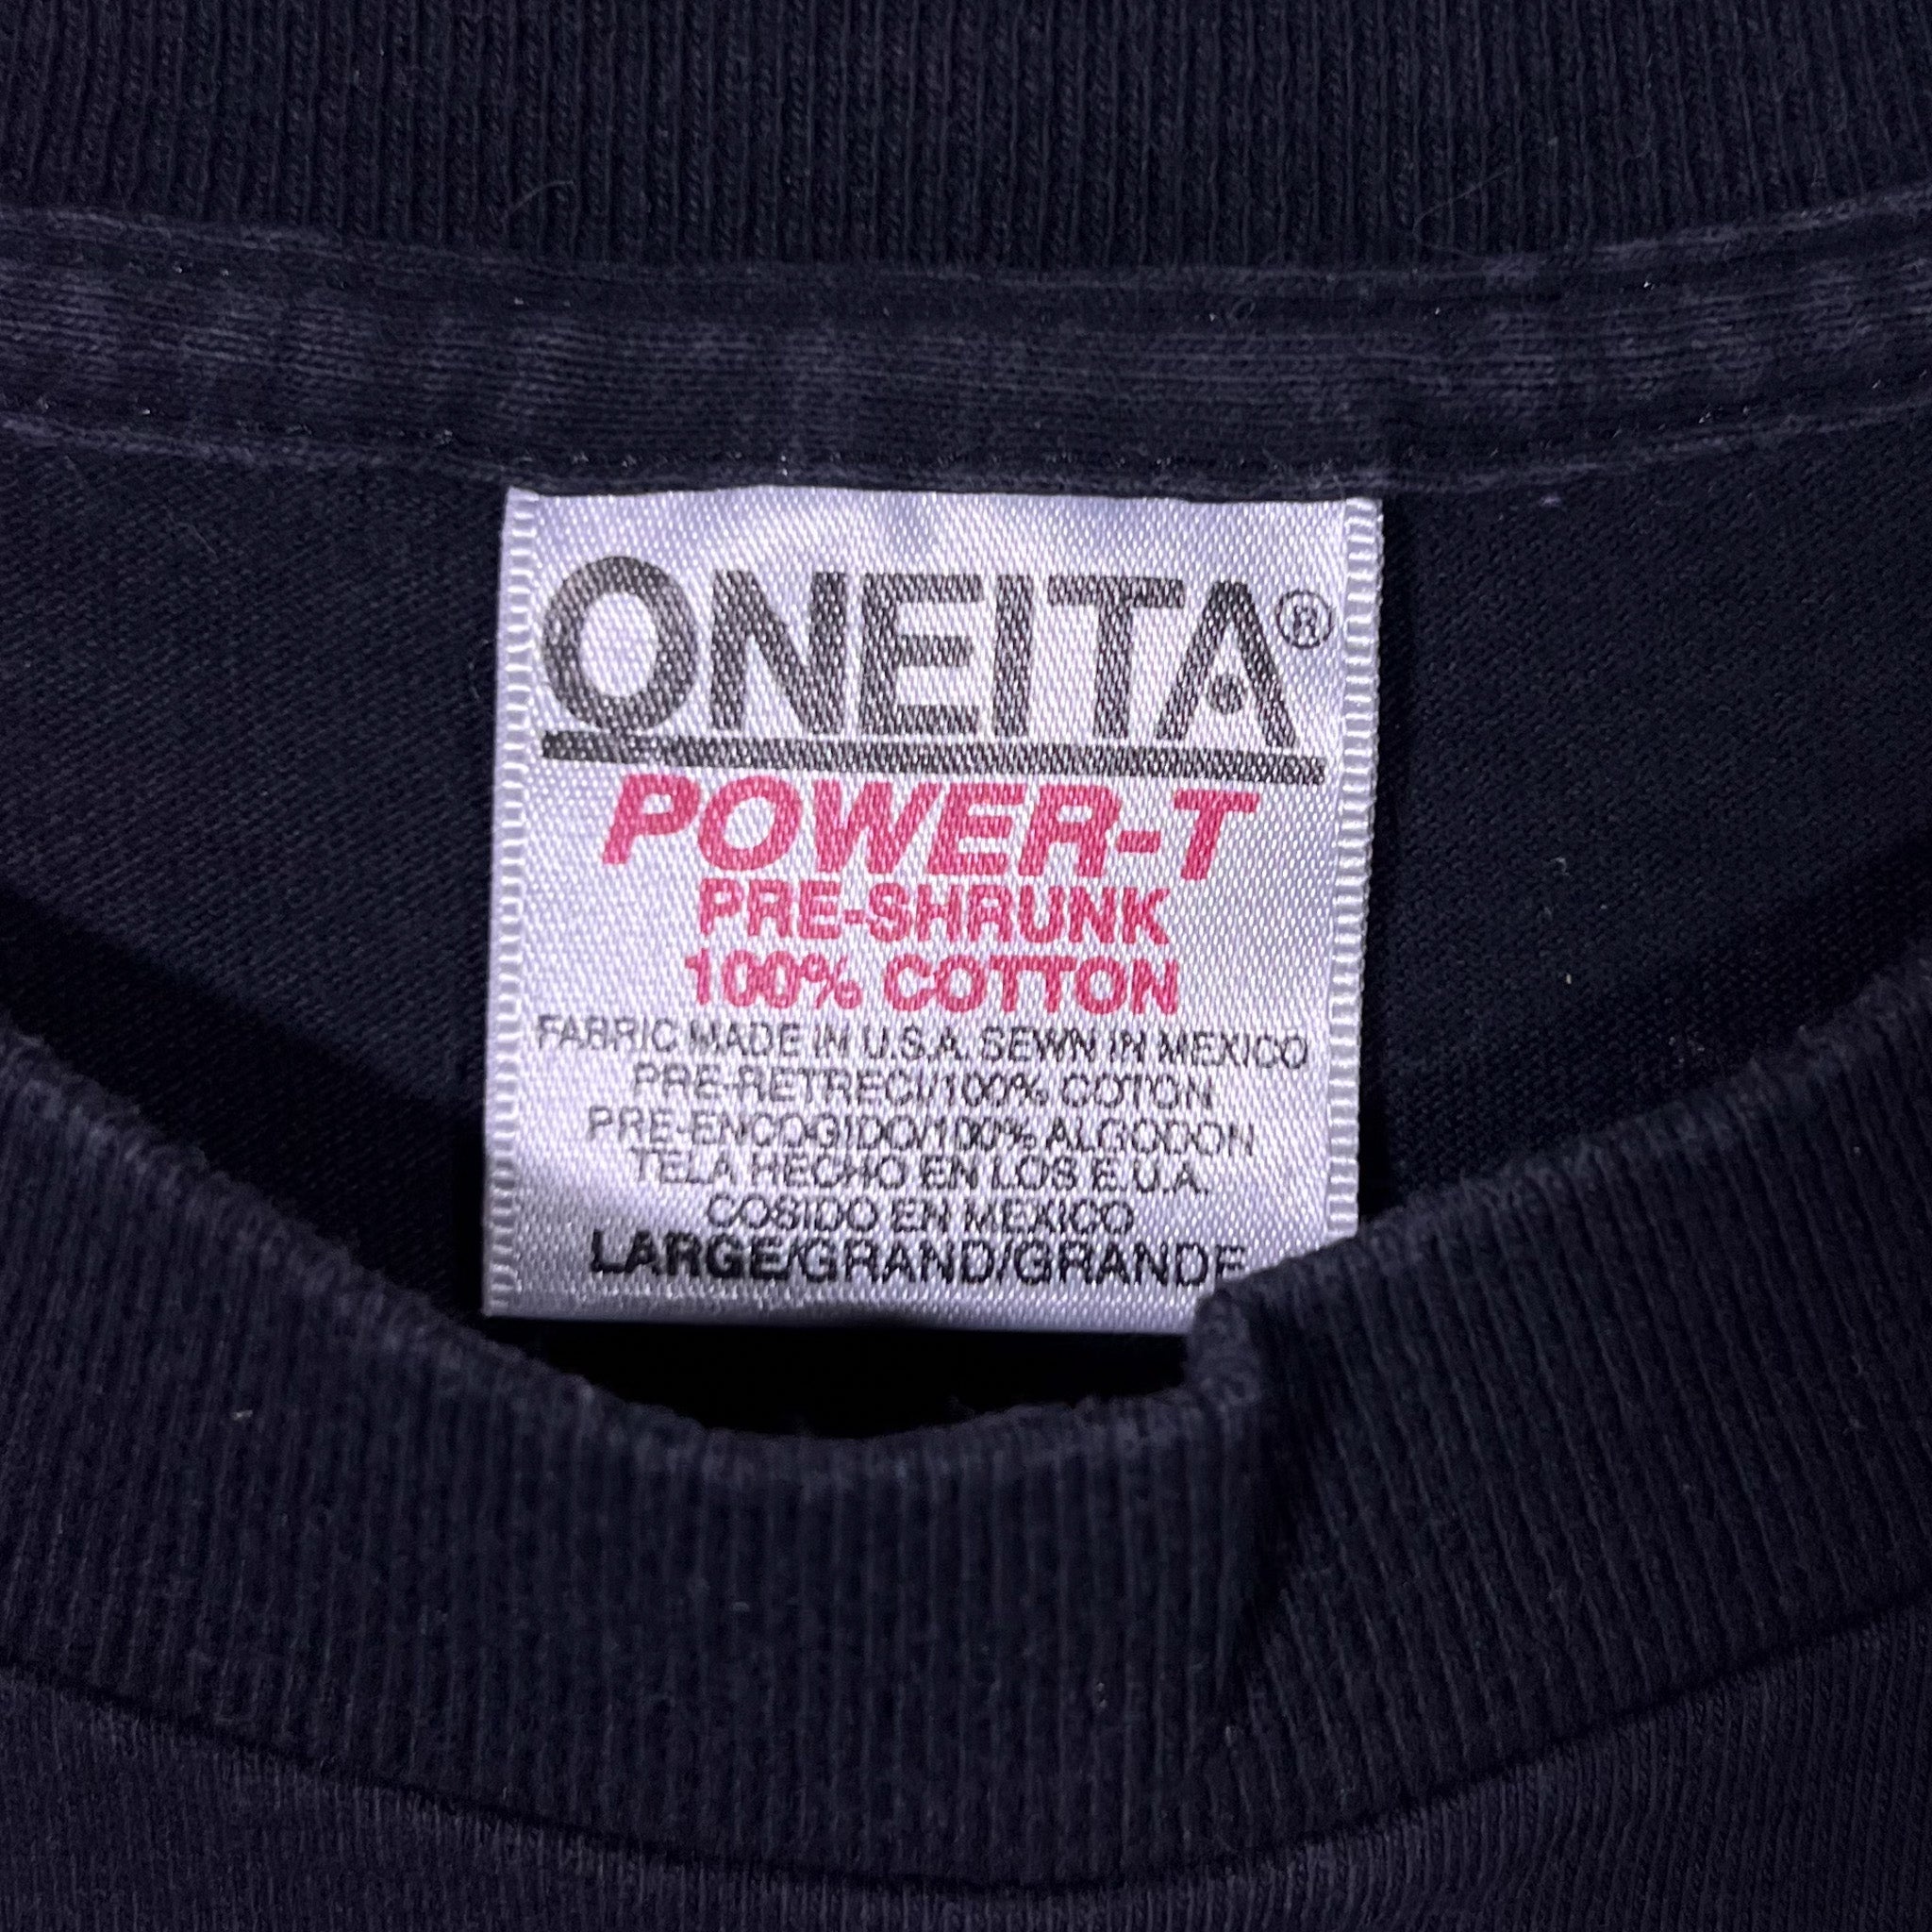 ONEITA®
POWER-T
PRE-SHRUNK
100% COTTON
FABRIC MADE IN U.S.A. SEWN IN MEXICO
PRE-RETRECI/100% COTON
PRE-ENCOGIDO/100% ALGODON
TELA HECHO EN LOS E.U.A.
COSIDO EN MEXICO
LARGE/GRAND/GRANDE